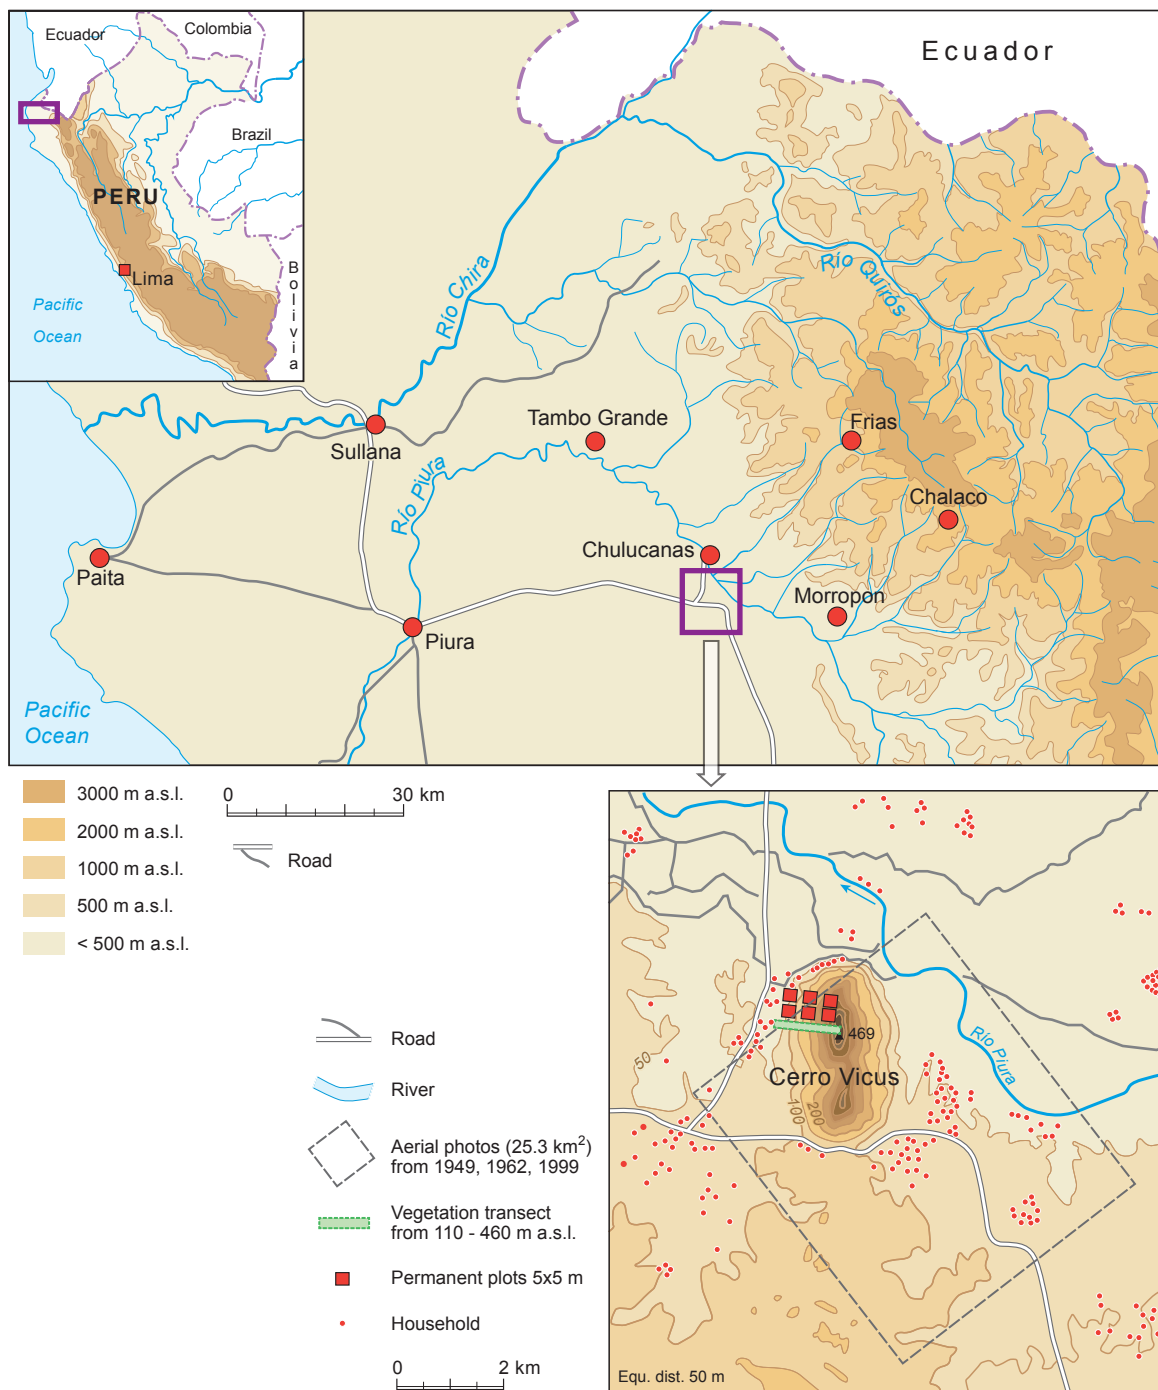 Ecuador
Colombia
Brazil
PERU
Lima
Pacific
Ocean
Bolivia
Ecuador
Río Chira
Río Quirós
Tambo Grande
Frias
Sullana
Río Piura
Chalaco
Chulucanas
Paita
Morropon
Piura
Pacific
Ocean
3000 m a.s.l.
2000 m a.s.l.
1000 m a.s.l.
500 m a.s.l.
< 500 m a.s.l.
0 30 km
Road
Road
River
Aerial photos (25.3 km²)
from 1949, 1962, 1999
Vegetation transect
from 110 - 460 m a.s.l.
Permanent plots 5x5 m
Household
0 2 km
469
50
Cerro Vicus
Río Piura
100
200
Equ. dist. 50 m